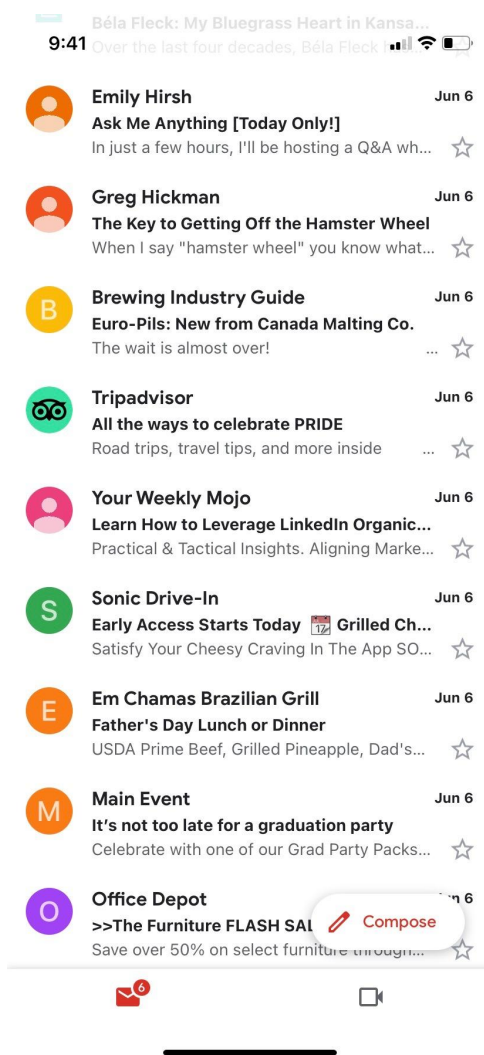 Béla Fleck: My Bluegrass Heart in Kansa...
9:41
Over the last four decades, Béla Fleck
Emily Hirsh
Jun 6
Ask Me Anything [Today Only!]
In just a few hours, I'll be hosting a Q&A wh...
Greg Hickman
Jun 6
The Key to Getting Off the Hamster Wheel
When I say "hamster wheel" you know what...
B
Brewing Industry Guide
Jun 6
Euro-Pils: New from Canada Malting Co.
The wait is almost over! ...
Tripadvisor
Jun 6
All the ways to celebrate PRIDE
Road trips, travel tips, and more inside ...
Your Weekly Mojo
Jun 6
Learn How to Leverage LinkedIn Organic...
Practical & Tactical Insights. Aligning Marke...
S
Sonic Drive-In
Jun 6
Early Access Starts Today 📆 Grilled Ch...
Satisfy Your Cheesy Craving In The App SO...
E
Em Chamas Brazilian Grill
Jun 6
Father's Day Lunch or Dinner
USDA Prime Beef, Grilled Pineapple, Dad's...
M
Main Event
Jun 6
It’s not too late for a graduation party
Celebrate with one of our Grad Party Packs...
O
Office Depot
n 6
>>The Furniture FLASH SAL
Compose
Save over 50% on select furniture through...
6